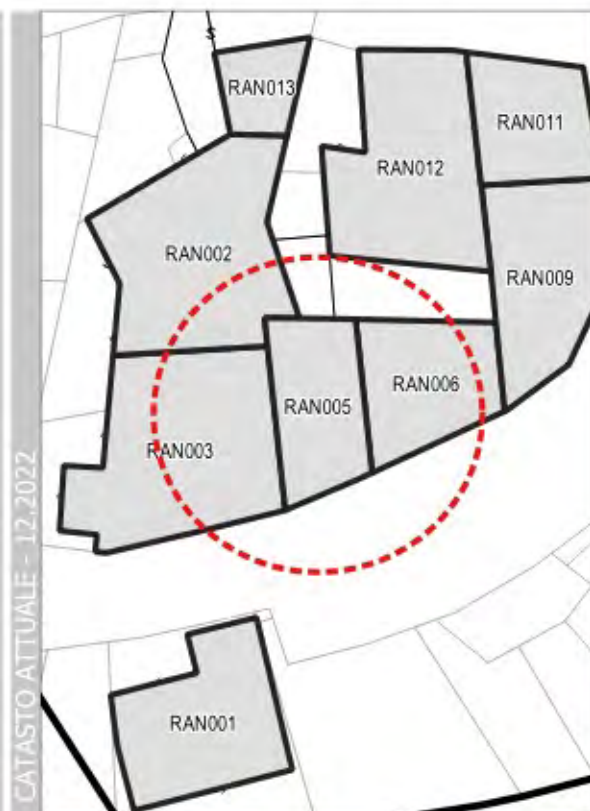 CATASTO ATTUALE - 12.2022
S
RAN013
RAN011
RAN012
RAN002
RAN009
RAN006
RAN005
RAN003
RAN001